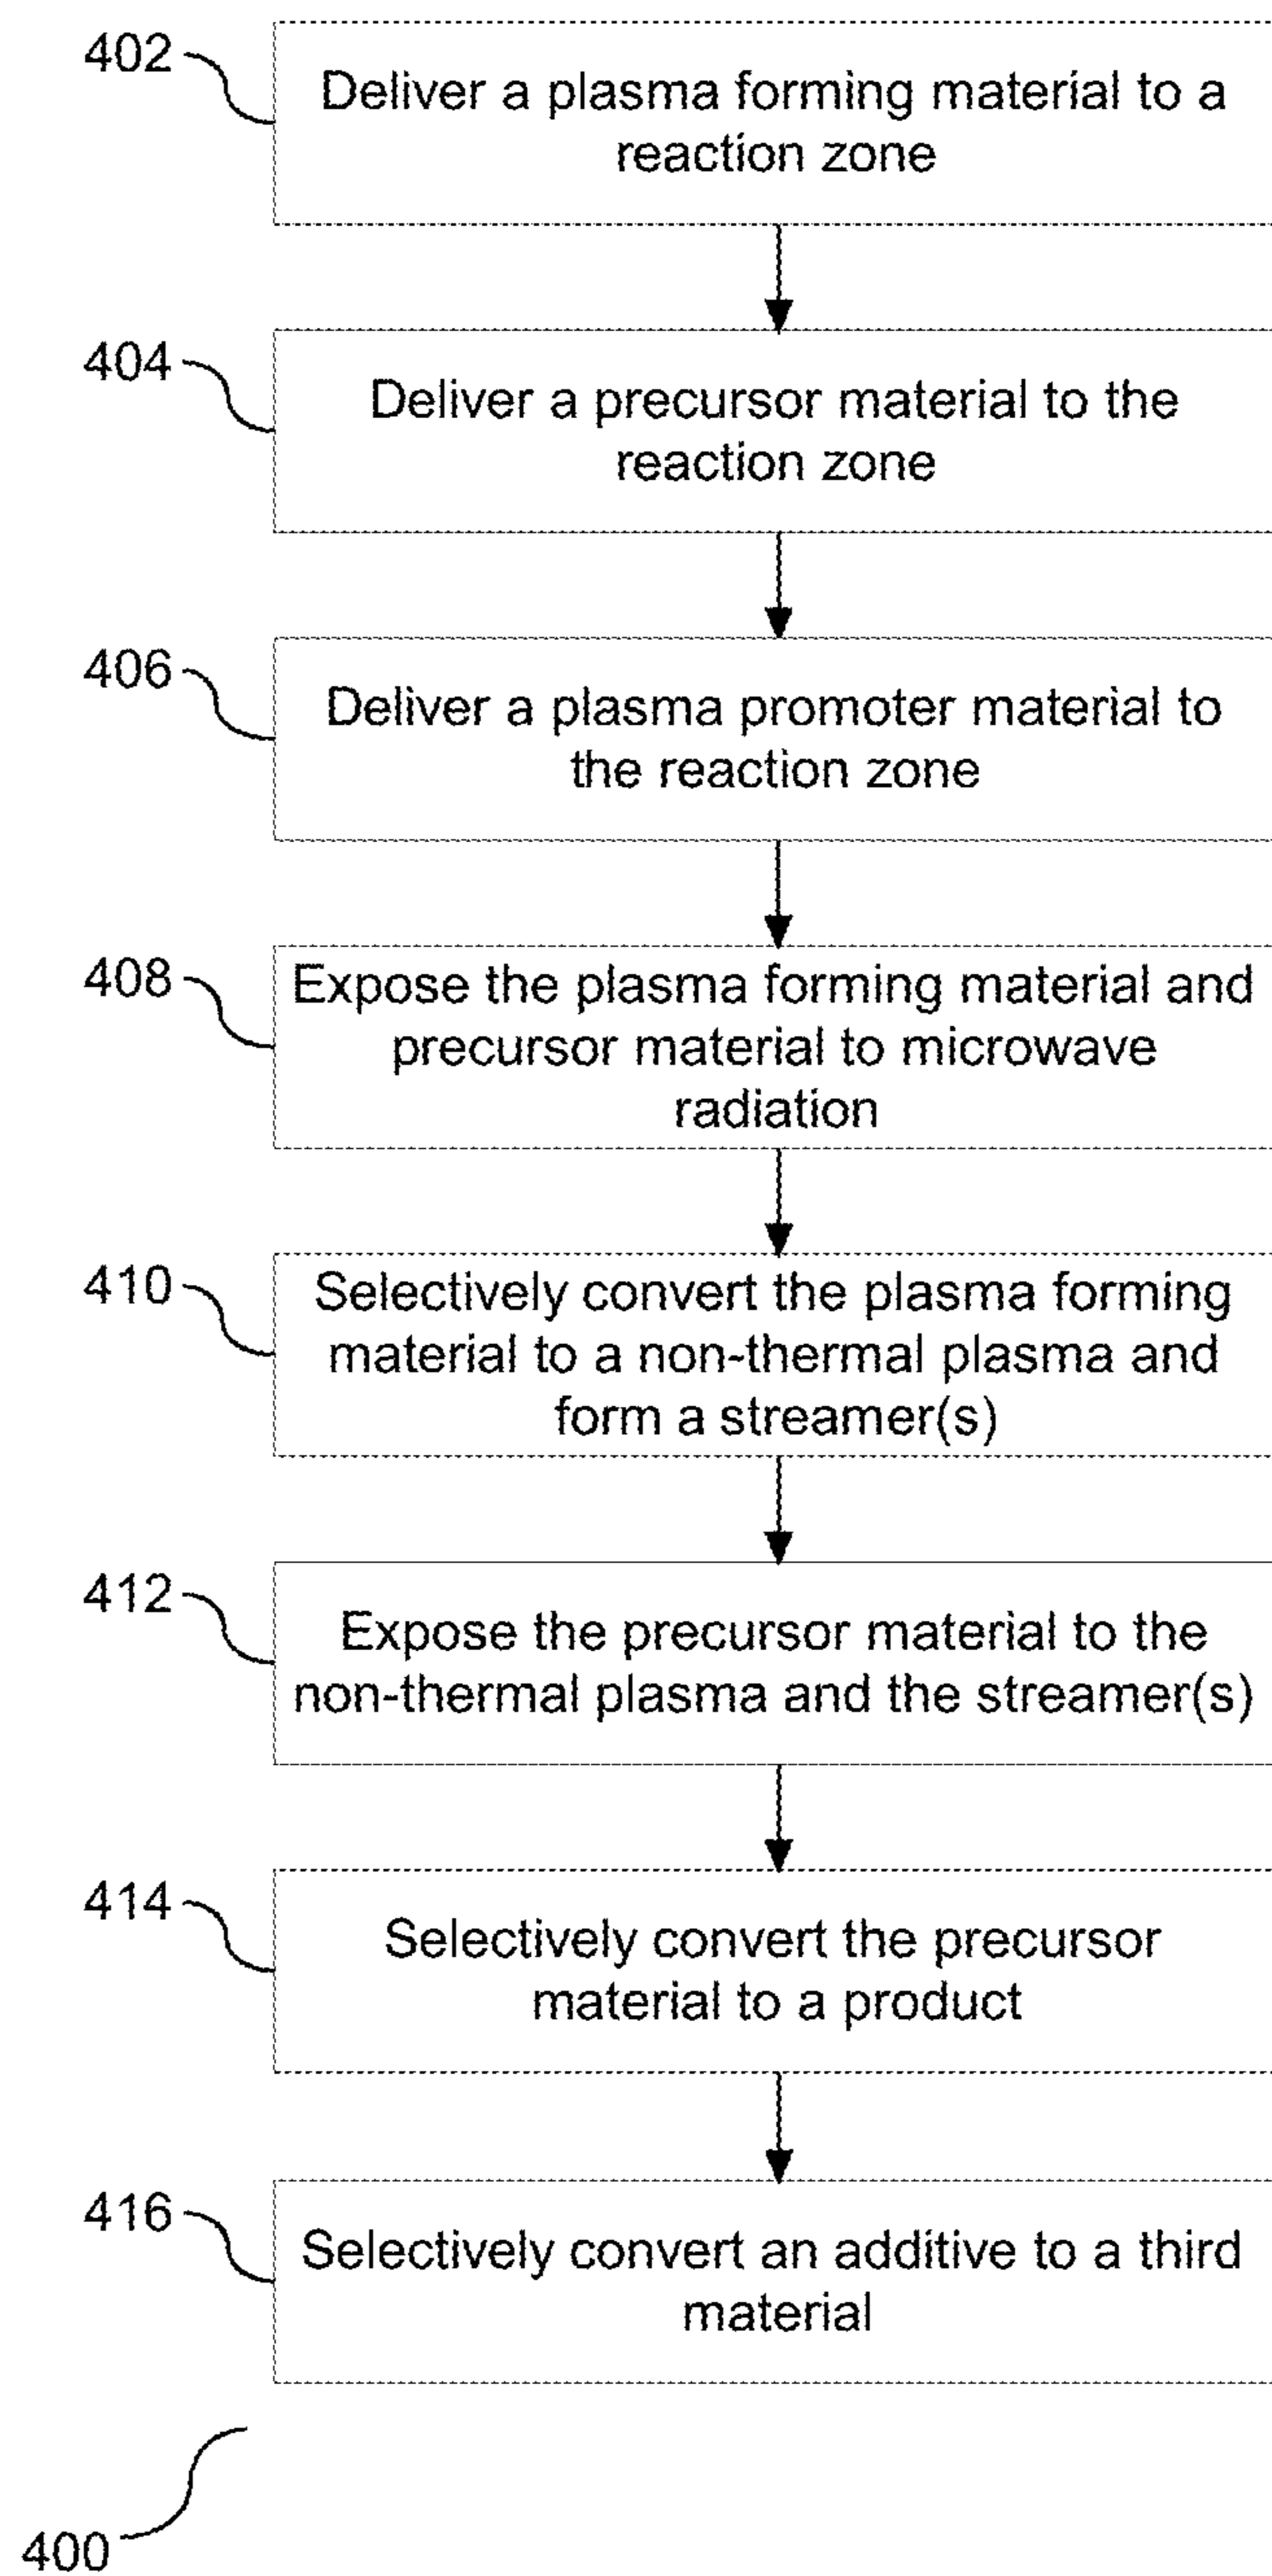 402
Deliver a plasma forming material to a
reaction zone
404
Deliver a precursor material to the
reaction zone
406
Deliver a plasma promoter material to
the reaction zone
408
Expose the plasma forming material and
precursor material to microwave
radiation
410
Selectively convert the plasma forming
material to a non-thermal plasma and
form a streamer(s)
412
Expose the precursor material to the
non-thermal plasma and the streamer(s)
414
Selectively convert the precursor
material to a product
416
Selectively convert an additive to a third
material
400